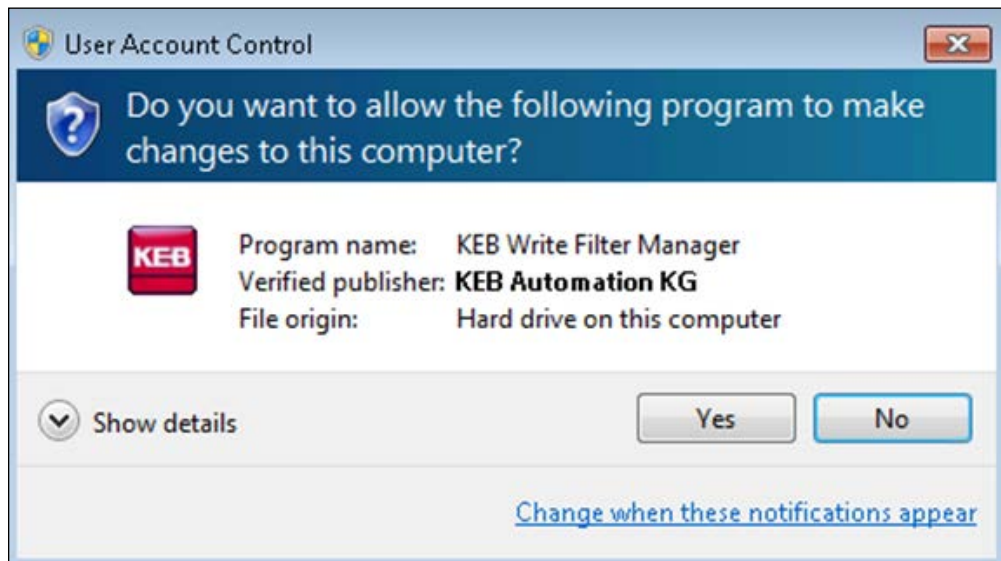 User Account Control
Do you want to allow the following program to make
changes to this computer?
KEB
Program name: KEB Write Filter Manager
Verified publisher: KEB Automation KG
File origin: Hard drive on this computer
Show details
Yes No
Change when these notifications appear